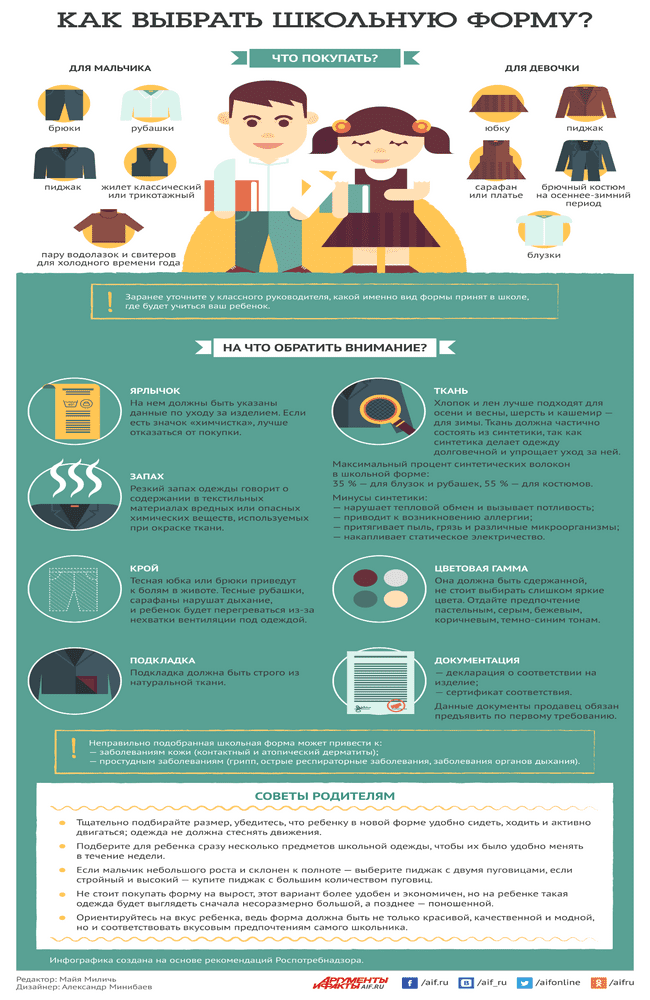 КАК ВЫБРАТЬ ШКОЛЬНУЮ ФОРМУ?
ЧТО ПОКУПАТЬ?
ДЛЯ МАЛЬЧИКА
брюки
рубашки
пиджак
жилет классический
или трикотажный
пару водолазок и свитеров
для холодного времени года
ДЛЯ ДЕВОЧКИ
юбку
пиджак
сарафан
или платье
брючный костюм
на осеннее-зимний
период
блузки
! Заранее уточните у классного руководителя, какой именно вид формы принят в школе,
где будет учиться ваш ребенок.
НА ЧТО ОБРАТИТЬ ВНИМАНИЕ?
ЯРЛЫЧОК
На нем должны быть указаны
данные по уходу за изделием. Если
есть значок «химчистка», лучше
отказаться от покупки.
ТКАНЬ
Хлопок и лен лучше подходят для
осени и весны, шерсть и кашемир —
для зимы. Ткань должна частично
состоять из синтетики, так как
синтетика делает одежду
долговечной и упрощает уход за ней.
Максимальный процент синтетических волокон
в школьной форме:
35 % — для блузок и рубашек, 55 % — для костюмов.
Минусы синтетики:
— нарушает тепловой обмен и вызывает потливость;
— приводит к возникновению аллергии;
— притягивает пыль, грязь и различные микроорганизмы;
— накапливает статическое электричество.
ЗАПАХ
Резкий запах одежды говорит о
содержании в текстильных
материалах вредных или опасных
химических веществ, используемых
при окраске ткани.
КРОЙ
Тесная юбка или брюки приведут
к болям в животе. Тесные рубашки,
сарафаны нарушат дыхание,
и ребенок будет перегреваться из-за
нехватки вентиляции под одеждой.
ЦВЕТОВАЯ ГАММА
Она должна быть сдержанной,
не стоит выбирать слишком яркие
цвета. Отдайте предпочтение
пастельным, серым, бежевым,
коричневым, темно-синим тонам.
ПОДКЛАДКА
Подкладка должна быть строго из
натуральной ткани.
ДОКУМЕНТАЦИЯ
— декларация о соответствии на
изделие;
— сертификат соответствия.
Данные документы продавец обязан
предъявить по первому требованию.
! Неправильно подобранная школьная форма может привести к:
— заболеваниям кожи (контактный и атопический дерматиты);
— простудным заболеваниям (грипп, острые респираторные заболевания, заболевания органов дыхания).
СОВЕТЫ РОДИТЕЛЯМ
Тщательно подбирайте размер, убедитесь, что ребенку в новой форме удобно сидеть, ходить и активно
двигаться; одежда не должна стеснять движения.
Подберите для ребенка сразу несколько предметов школьной одежды, чтобы их было удобно менять
в течение недели.
Если мальчик небольшого роста и склонен к полноте — выберите пиджак с двумя пуговицами, если
стройный и высокий — купите пиджак с большим количеством пуговиц.
Не стоит покупать форму на вырост, этот вариант более удобен и экономичен, но на ребенке такая
одежда будет выглядеть сначала несоразмерно большой, а позднее — поношенной.
Ориентируйтесь на вкус ребенка, ведь форма должна быть не только красивой, качественной и модной,
но и соответствовать вкусовым предпочтениям самого школьника.
Инфографика создана на основе рекомендаций Роспотребнадзора.
Редактор: Майя Миличь
Дизайнер: Александр Минибаев
АРГУМЕНТЫ
И ФАКТЫ AIF.RU
f /aif.ru
В /aif_ru
/aifonline
/aifru